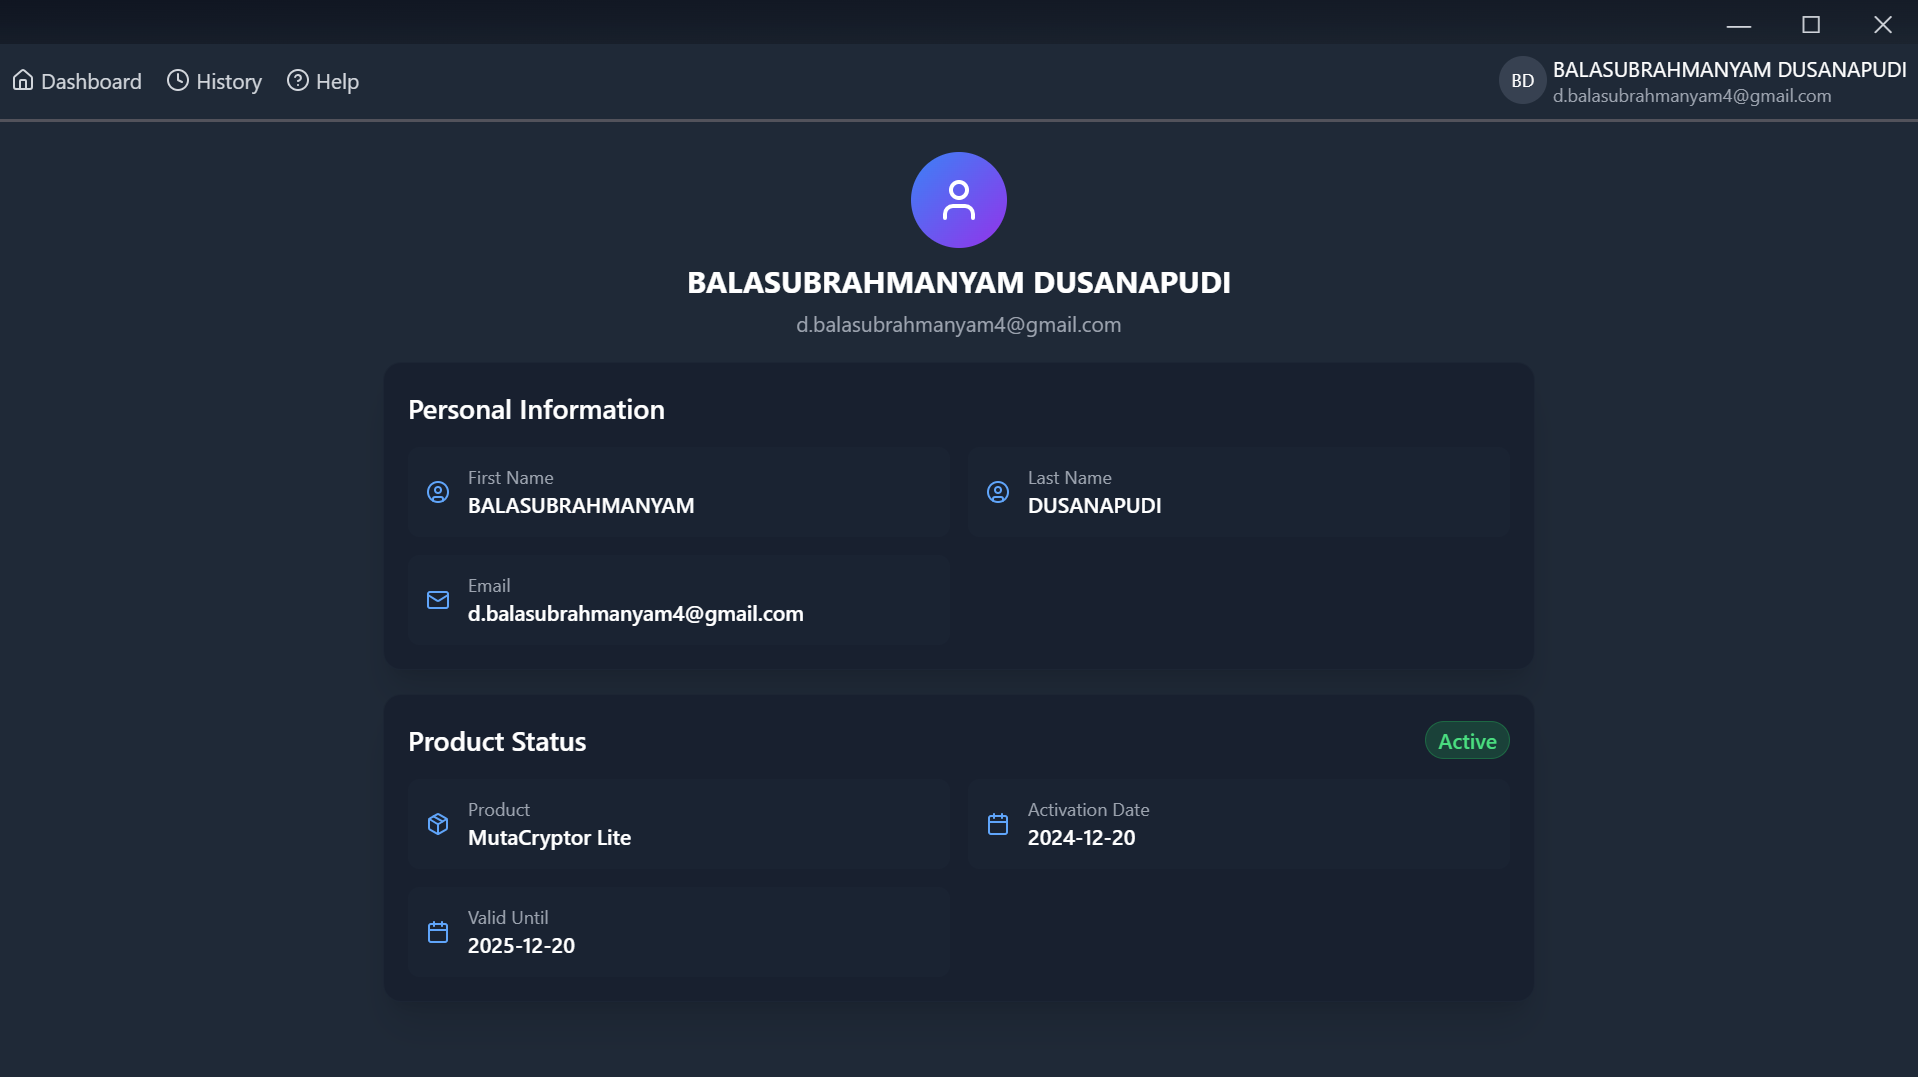 Dashboard
History
Help
BD
BALASUBRAHMANYAM DUSANAPUDI
d.balasubrahmanyam4@gmail.com
BALASUBRAHMANYAM DUSANAPUDI
d.balasubrahmanyam4@gmail.com
Personal Information
First Name
BALASUBRAHMANYAM
Last Name
DUSANAPUDI
Email
d.balasubrahmanyam4@gmail.com
Product Status
Active
Product
MutaCryptor Lite
Activation Date
2024-12-20
Valid Until
2025-12-20